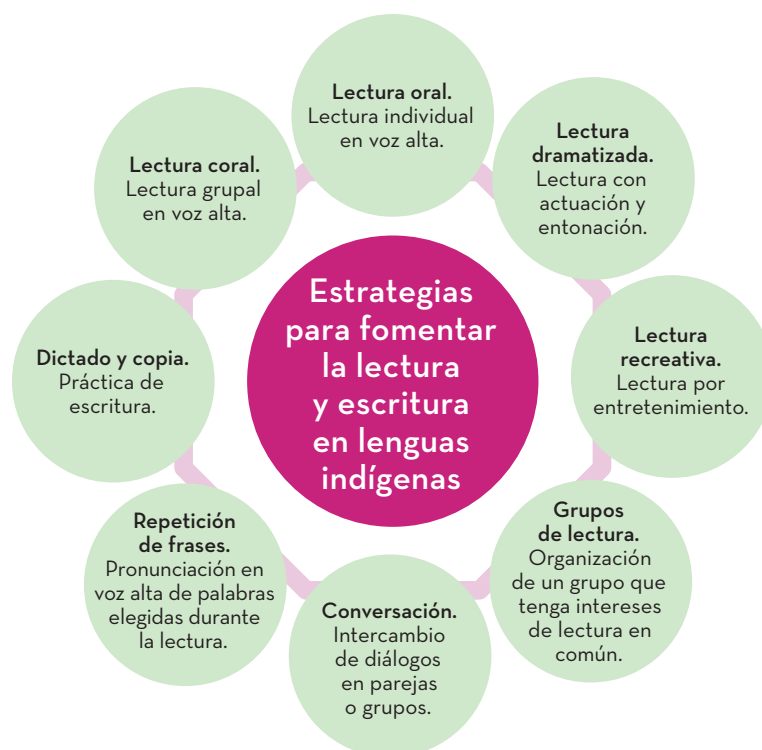 Estrategias
para fomentar
la lectura
y escritura
en lenguas
indígenas
Lectura oral.
Lectura individual
en voz alta.
Lectura
dramatizada.
Lectura con
actuación y
entonación.
Lectura
recreativa.
Lectura por
entretenimiento.
Grupos
de lectura.
Organización
de un grupo que
tenga intereses
de lectura en
común.
Conversación.
Intercambio
de diálogos
en parejas
o grupos.
Repetición
de frases.
Pronunciación en
voz alta de palabras
elegidas durante
la lectura.
Dictado y copia.
Práctica de
escritura.
Lectura coral.
Lectura grupal
en voz alta.